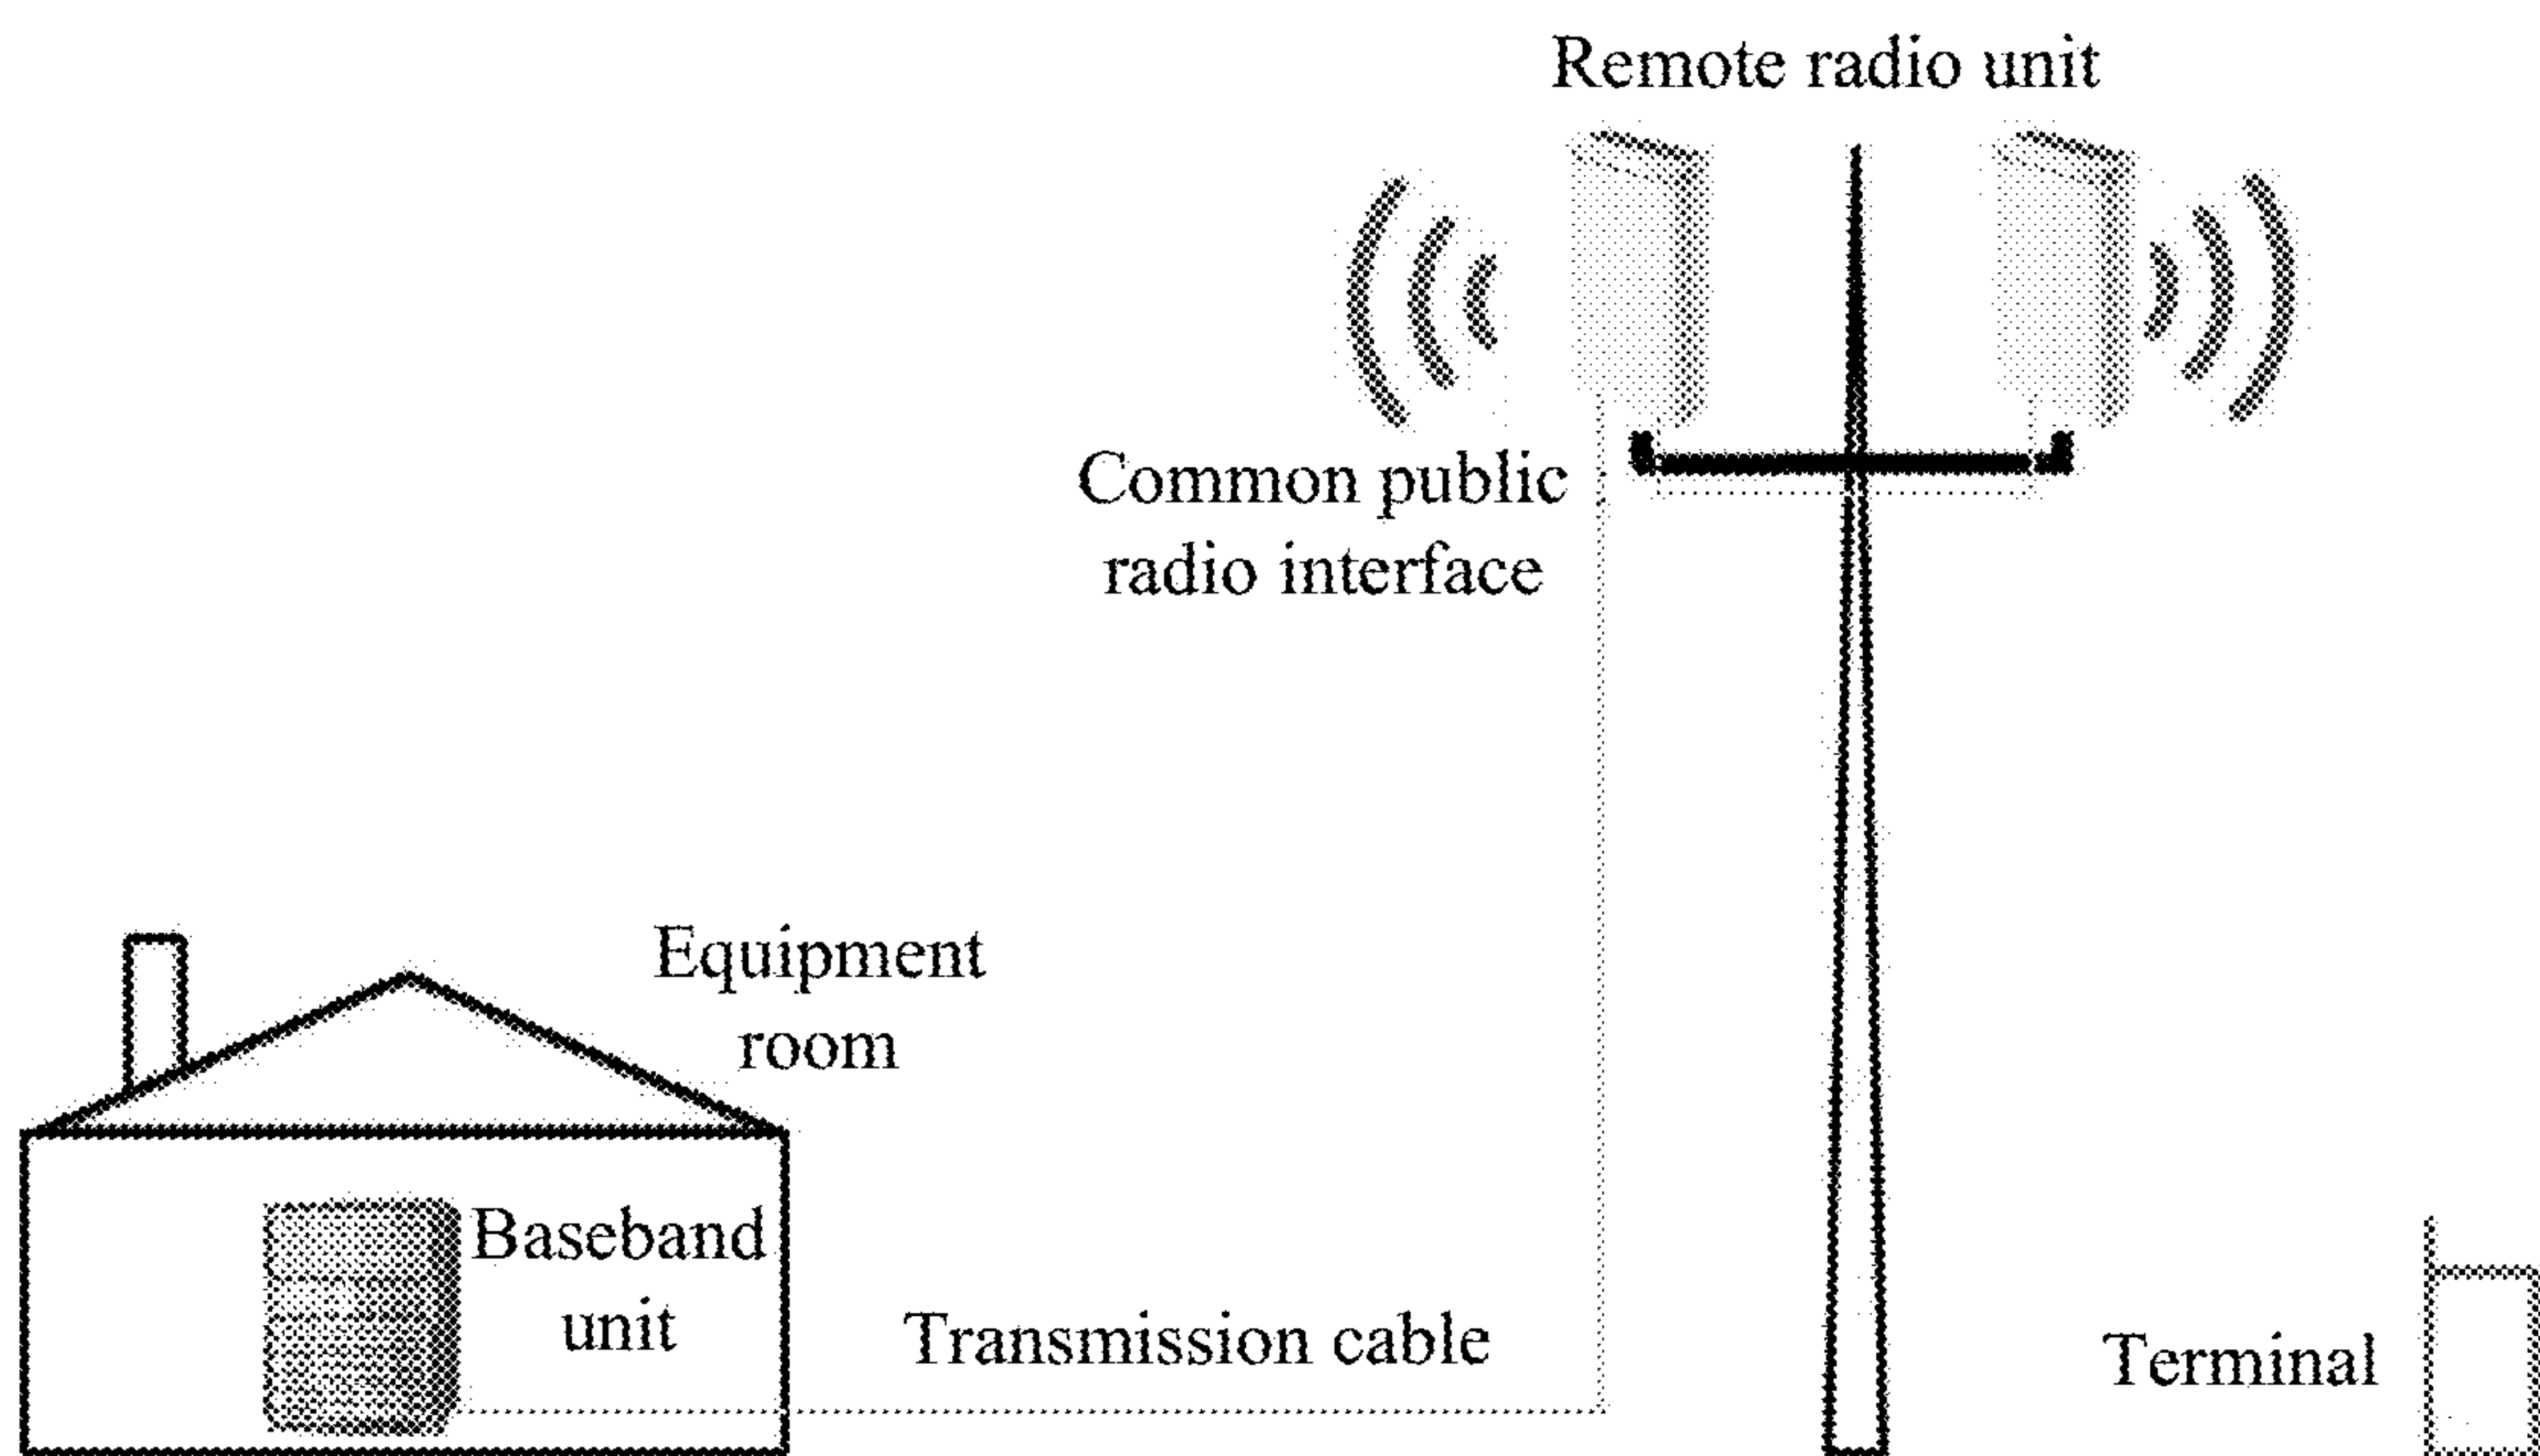 Remote radio unit
Common public
radio interface
Equipment
room
Baseband
unit
Transmission cable
Terminal